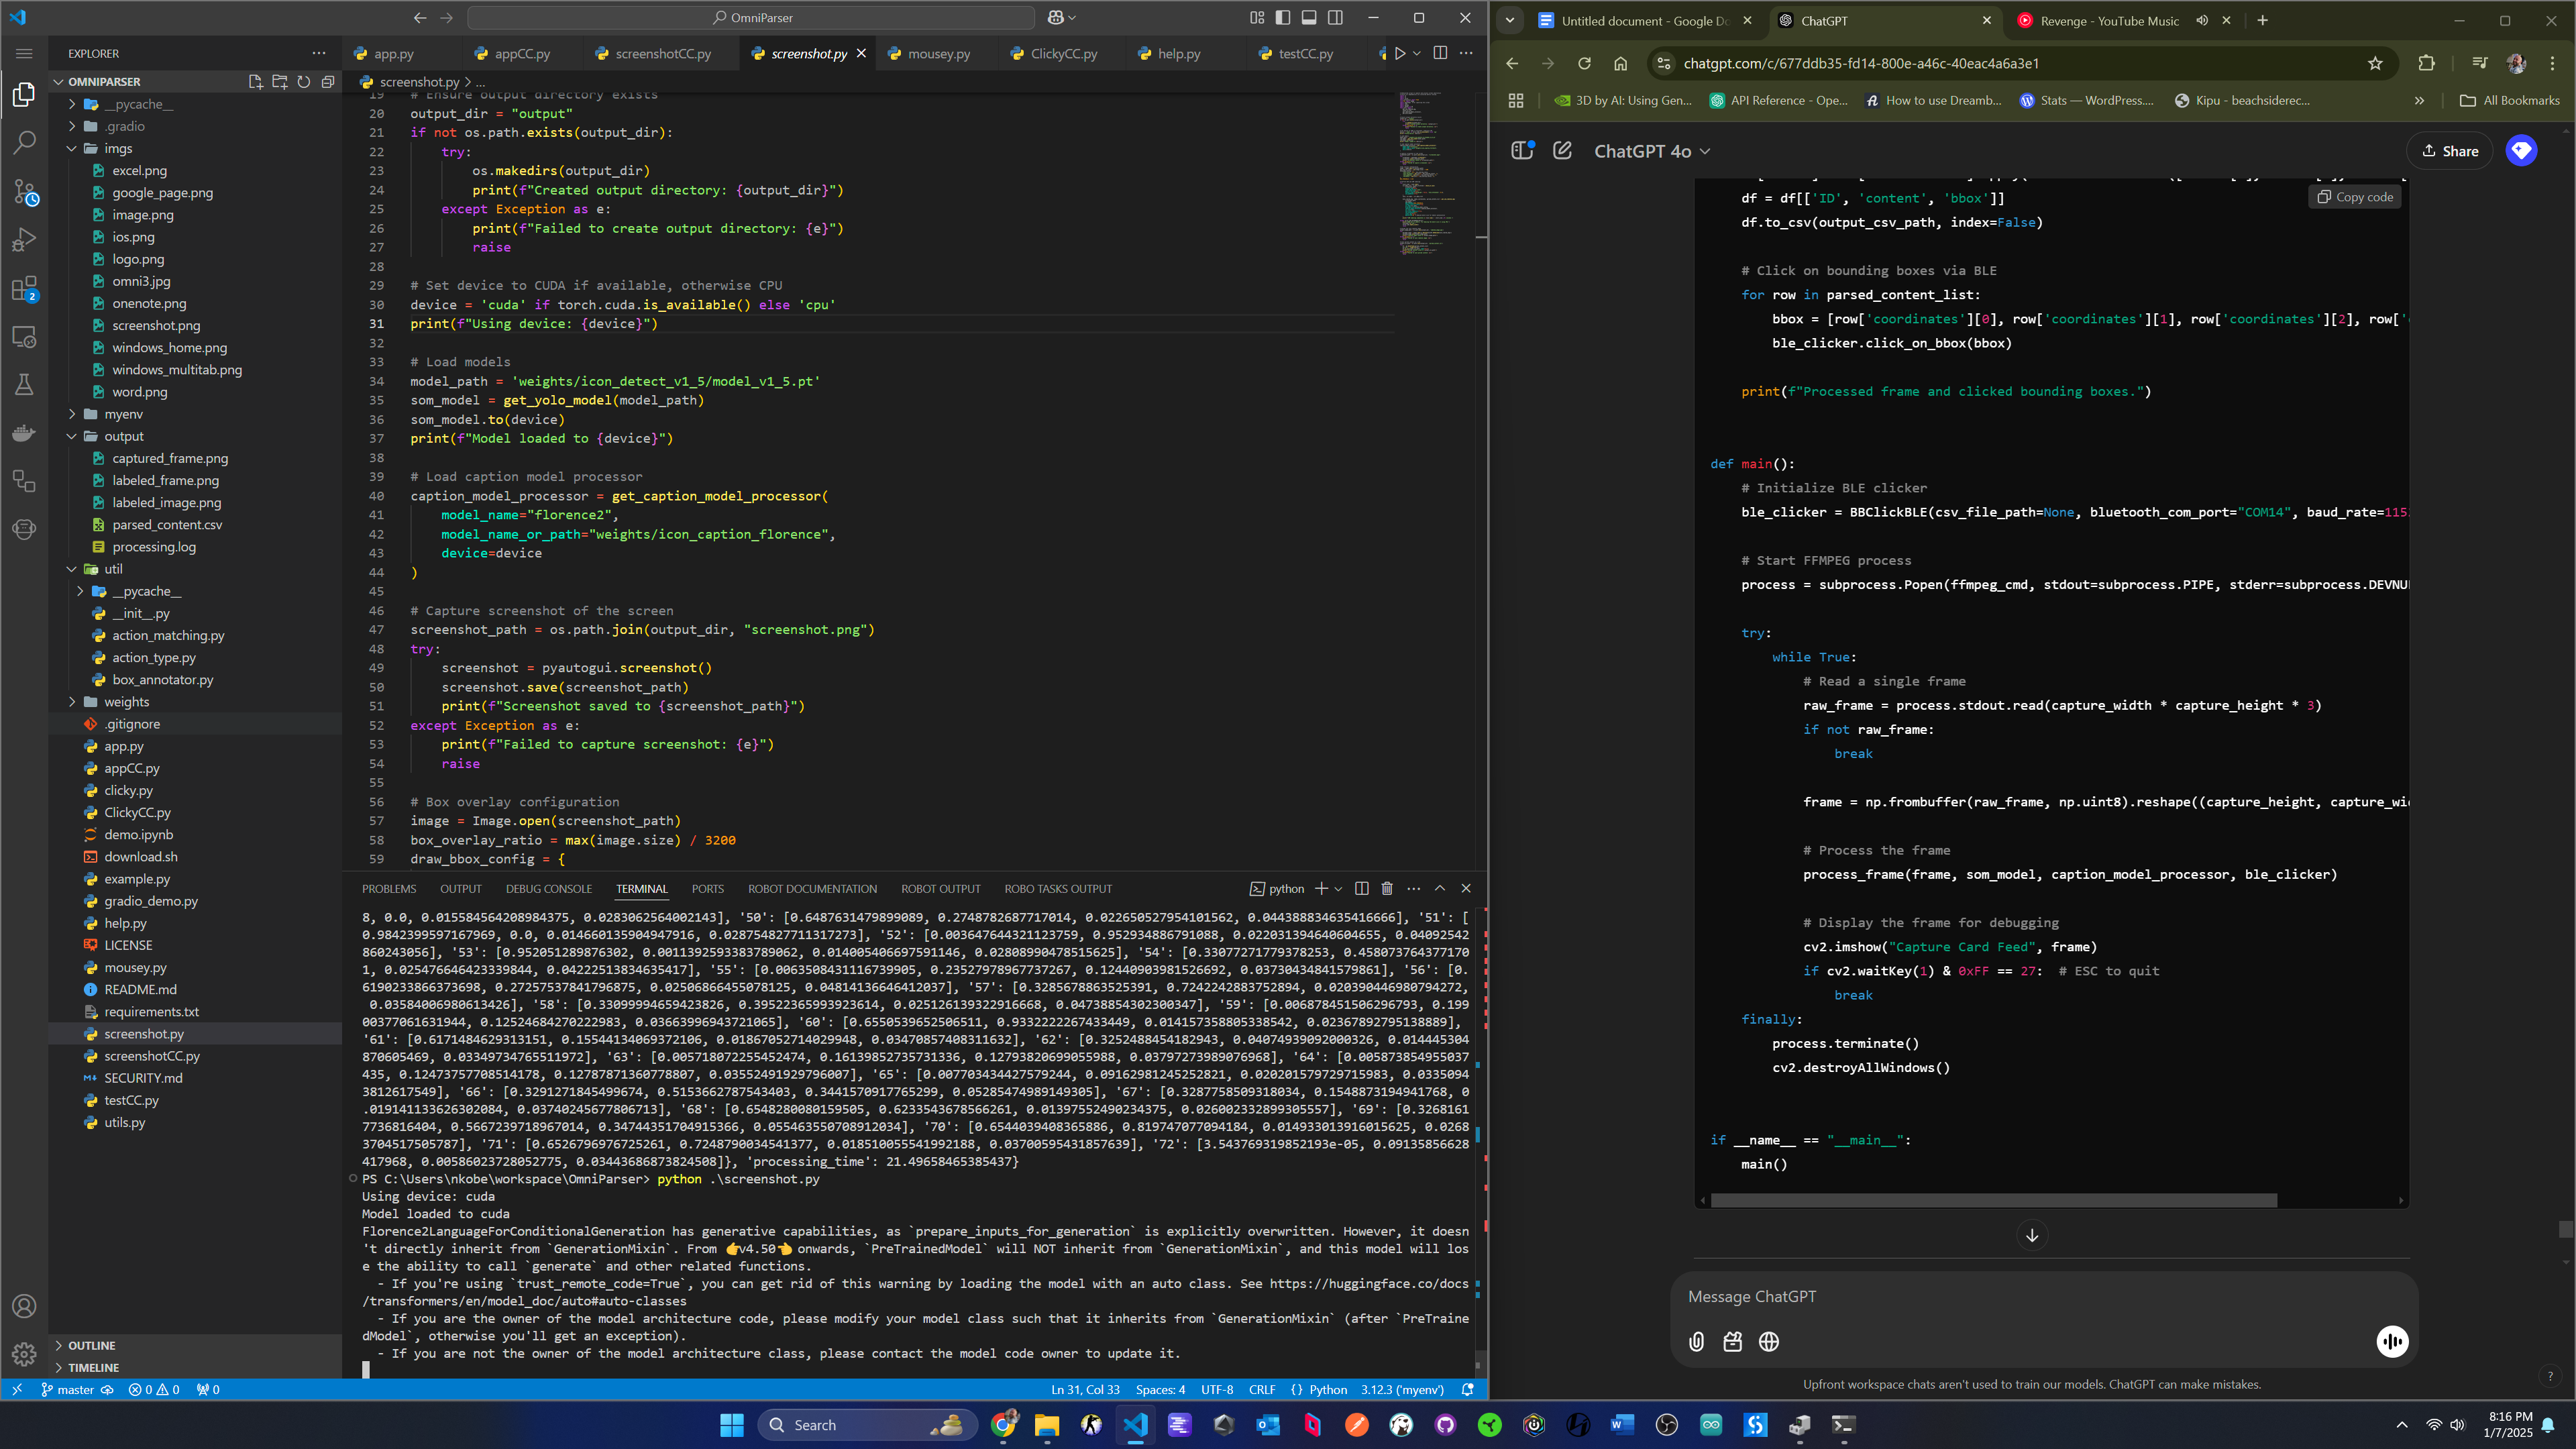 OmniParser
EXPLORER
OMNIPARSER
__pycache__
.gradio
imgs
excel.png
google_page.png
image.png
ios.png
logo.png
omni3.jpg
onenote.png
screenshot.png
windows_home.png
windows_multitab.png
word.png
myenv
output
captured_frame.png
labeled_frame.png
labeled_image.png
parsed_content.csv
processing.log
util
__pycache__
__init__.py
action_matching.py
action_type.py
box_annotator.py
weights
.gitignore
app.py
appCC.py
clicky.py
ClickyCC.py
demo.ipynb
download.sh
example.py
gradio_demo.py
help.py
LICENSE
mousey.py
README.md
requirements.txt
screenshot.py
screenshotCC.py
SECURITY.md
testCC.py
utils.py
OUTLINE
TIMELINE
app.py appCC.py screenshotCC.py screenshot.py mousey.py ClickyCC.py help.py testCC.py
screenshot.py > ...
19 # Ensure output directory exists
20 output_dir = "output"
21 if not os.path.exists(output_dir):
22 try:
23 os.makedirs(output_dir)
24 print(f"Created output directory: {output_dir}")
25 except Exception as e:
26 print(f"Failed to create output directory: {e}")
27 raise
28
29 # Set device to CUDA if available, otherwise CPU
30 device = 'cuda' if torch.cuda.is_available() else 'cpu'
31 print(f"Using device: {device}")
32
33 # Load models
34 model_path = 'weights/icon_detect_v1_5/model_v1_5.pt'
35 som_model = get_yolo_model(model_path)
36 som_model.to(device)
37 print(f"Model loaded to {device}")
38
39 # Load caption model processor
40 caption_model_processor = get_caption_model_processor(
41 model_name="florence2",
42 model_name_or_path="weights/icon_caption_florence",
43 device=device
44 )
45
46 # Capture screenshot of the screen
47 screenshot_path = os.path.join(output_dir, "screenshot.png")
48 try:
49 screenshot = pyautogui.screenshot()
50 screenshot.save(screenshot_path)
51 print(f"Screenshot saved to {screenshot_path}")
52 except Exception as e:
53 print(f"Failed to capture screenshot: {e}")
54 raise
55
56 # Box overlay configuration
57 image = Image.open(screenshot_path)
58 box_overlay_ratio = max(image.size) / 3200
59 draw_bbox_config = {
PROBLEMS OUTPUT DEBUG CONSOLE TERMINAL PORTS ROBOT DOCUMENTATION ROBOT OUTPUT ROBO TASKS OUTPUT python
8, 0.0, 0.015584564208984375, 0.0283062564002143], '50': [0.6487631479899089, 0.2748782687717014, 0.022650527954101562, 0.044388834635416666], '51': [
0.9842399597167969, 0.0, 0.014660135904947916, 0.028754827711317273], '52': [0.003647644321123759, 0.952934886791088, 0.022031394640604655, 0.04092542
860243056], '53': [0.952051289876302, 0.0011392593383789062, 0.014005406697591146, 0.02808990478515625], '54': [0.33077271779378253, 0.458073764377170
1, 0.025476646423339844, 0.04222513834635417], '55': [0.006350843111673 9905, 0.23527978967737267, 0.12440903981526692, 0.03730434841579861], '56': [0.
6190233866373698, 0.27257537841796875, 0.02506866455078125, 0.04814136646412037], '57': [0.3285678863525391, 0.7242242883752894, 0.020390446980794272,
0.03584006980613426], '58': [0.33099994659423826, 0.39522365993923614, 0.025126139322916668, 0.04738854302300347], '59': [0.006878451506296793, 0.199
00377061631944, 0.12524684270222983, 0.03663996943721065], '60': [0.6550539652506511, 0.9332222267433449, 0.014157358805338542, 0.02367892795138889],
'61': [0.6171484629313151, 0.15544134069372106, 0.0186705271402 9948, 0.03470857408311632], '62': [0.3252488454182943, 0.04074939092000326, 0.014445304
870605469, 0.03349734765511972], '63': [0.005718072255452474, 0.16139852735731336, 0.12793820699055988, 0.03797273989076968], '64': [0.005873854955037
435, 0.12473757708514178, 0.12787871360778807, 0.03552491929796007], '65': [0.007703434427579244, 0.09162981245252821, 0.020201579729715983, 0.0335094
3812617549], '66': [0.3291271845499674, 0.5153662787543403, 0.3441570917765299, 0.05285474989149305], '67': [0.3287758509318034, 0.1548873194941768, 0
.019141133626302084, 0.03740245677806713], '68': [0.6548280080159505, 0.6233543678566261, 0.01397552490234375, 0.026002332899305557], '69': [0.3268161
7736816404, 0.5667239718967014, 0.34744351704915366, 0.055463550708912034], '70': [0.6544039408365886, 0.819747077094184, 0.014933013916015625, 0.0268
3704517505787], '71': [0.6526796976725261, 0.7248790034541377, 0.018510055541992188, 0.03700595431857639], '72': [3.543769319852193e-05, 0.09135856628
417968, 0.00586023728052775, 0.03443686873824508]}, 'processing_time': 21.49658465385437}
PS C:\Users\nkobe\workspace\OmniParser> python .\screenshot.py
Using device: cuda
Model loaded to cuda
Florence2LanguageForConditionalGeneration has generative capabilities, as `prepare_inputs_for_generation` is explicitly overwritten. However, it doesn
't directly inherit from `GenerationMixin`. From 👉v4.50👈 onwards, `PreTrainedModel` will NOT inherit from `GenerationMixin`, and this model will los
e the ability to call `generate` and other related functions.
- If you're using `trust_remote_code=True`, you can get rid of this warning by loading the model with an auto class. See https://huggingface.co/docs
/transformers/en/model_doc/auto#auto-classes
- If you are the owner of the model architecture code, please modify your model class such that it inherits from `GenerationMixin` (after `PreTraine
dModel`, otherwise you'll get an exception).
- If you are not the owner of the model architecture class, please contact the model code owner to update it.
master 0 0 0 Ln 31, Col 33 Spaces: 4 UTF-8 CRLF {} Python 3.12.3 ('myenv')
Untitled document - Google Do ChatGPT Revenge - YouTube Music
chatgpt.com/c/677ddb35-fd14-800e-a46c-40eac4a6a3e1
3D by AI: Using Gen... API Reference - Ope... How to use Dreamb... Stats — WordPress.... Kipu - beachsiderec... All Bookmarks
ChatGPT 4o Share
Copy code
df = df[['ID', 'content', 'bbox']]
df.to_csv(output_csv_path, index=False)
# Click on bounding boxes via BLE
for row in parsed_content_list:
bbox = [row['coordinates'][0], row['coordinates'][1], row['coordinates'][2], row['
ble_clicker.click_on_bbox(bbox)
print(f"Processed frame and clicked bounding boxes.")
def main():
# Initialize BLE clicker
ble_clicker = BBClickBLE(csv_file_path=None, bluetooth_com_port="COM14", baud_rate=115
# Start FFMPEG process
process = subprocess.Popen(ffmpeg_cmd, stdout=subprocess.PIPE, stderr=subprocess.DEVNUL
try:
while True:
# Read a single frame
raw_frame = process.stdout.read(capture_width * capture_height * 3)
if not raw_frame:
break
frame = np.frombuffer(raw_frame, np.uint8).reshape((capture_height, capture_wi
# Process the frame
process_frame(frame, som_model, caption_model_processor, ble_clicker)
# Display the frame for debugging
cv2.imshow("Capture Card Feed", frame)
if cv2.waitKey(1) & 0xFF == 27: # ESC to quit
break
finally:
process.terminate()
cv2.destroyAllWindows()
if __name__ == "__main__":
main()
Message ChatGPT
Upfront workspace chats aren't used to train our models. ChatGPT can make mistakes.
?
Search
8:16 PM
1/7/2025